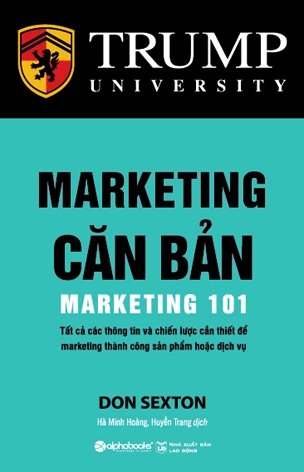 TRUMP
UNIVERSITY
MARKETING
CĂN BẢN
MARKETING 101
Tất cả các thông tin và chiến lược cần thiết để
marketing thành công sản phẩm hoặc dịch vụ
DON SEXTON
Hà Minh Hoàng, Huyền Trang dịch
alphabooks
NHÀ XUẤT BẢN
LAO ĐỘNG